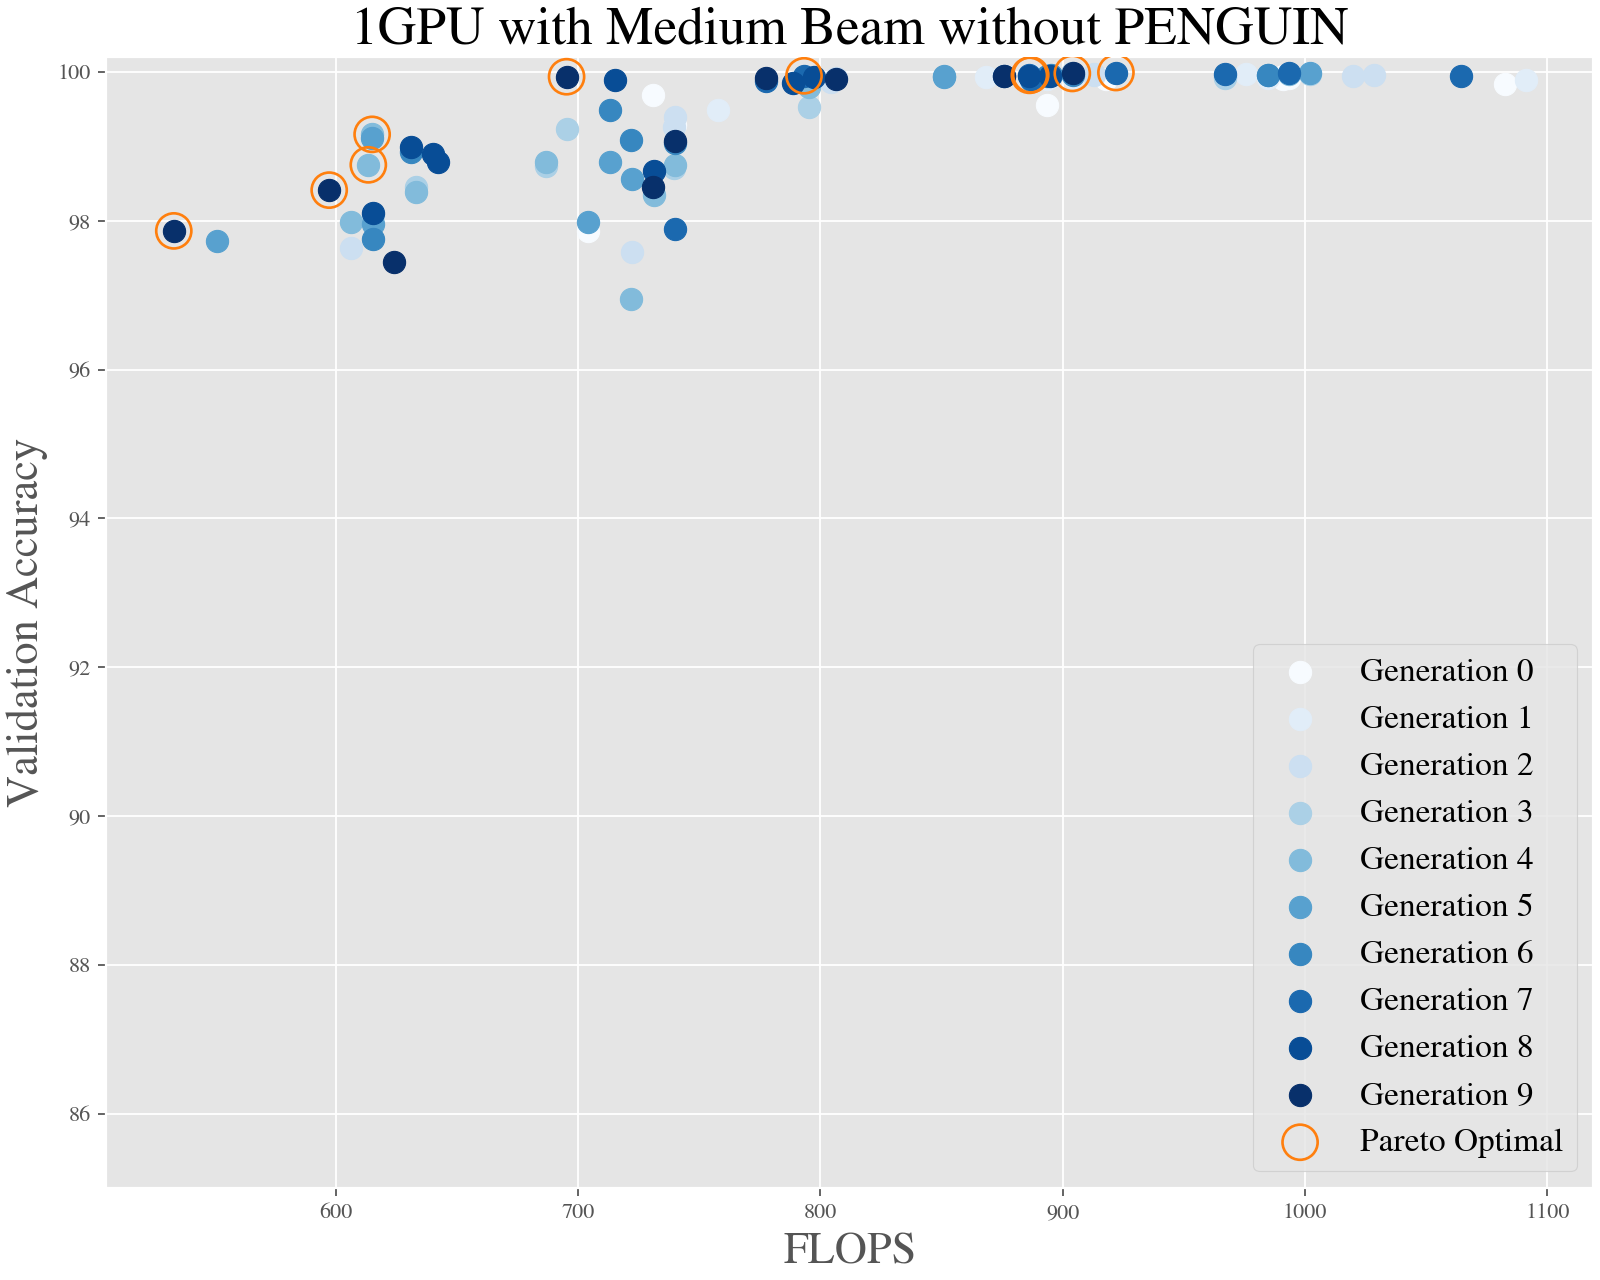 1GPU with Medium Beam without PENGUIN
100
98
96
94
92
90
88
86
Validation Accuracy
600
700
800
900
1000
1100
FLOPS
Generation 0
Generation 1
Generation 2
Generation 3
Generation 4
Generation 5
Generation 6
Generation 7
Generation 8
Generation 9
Pareto Optimal